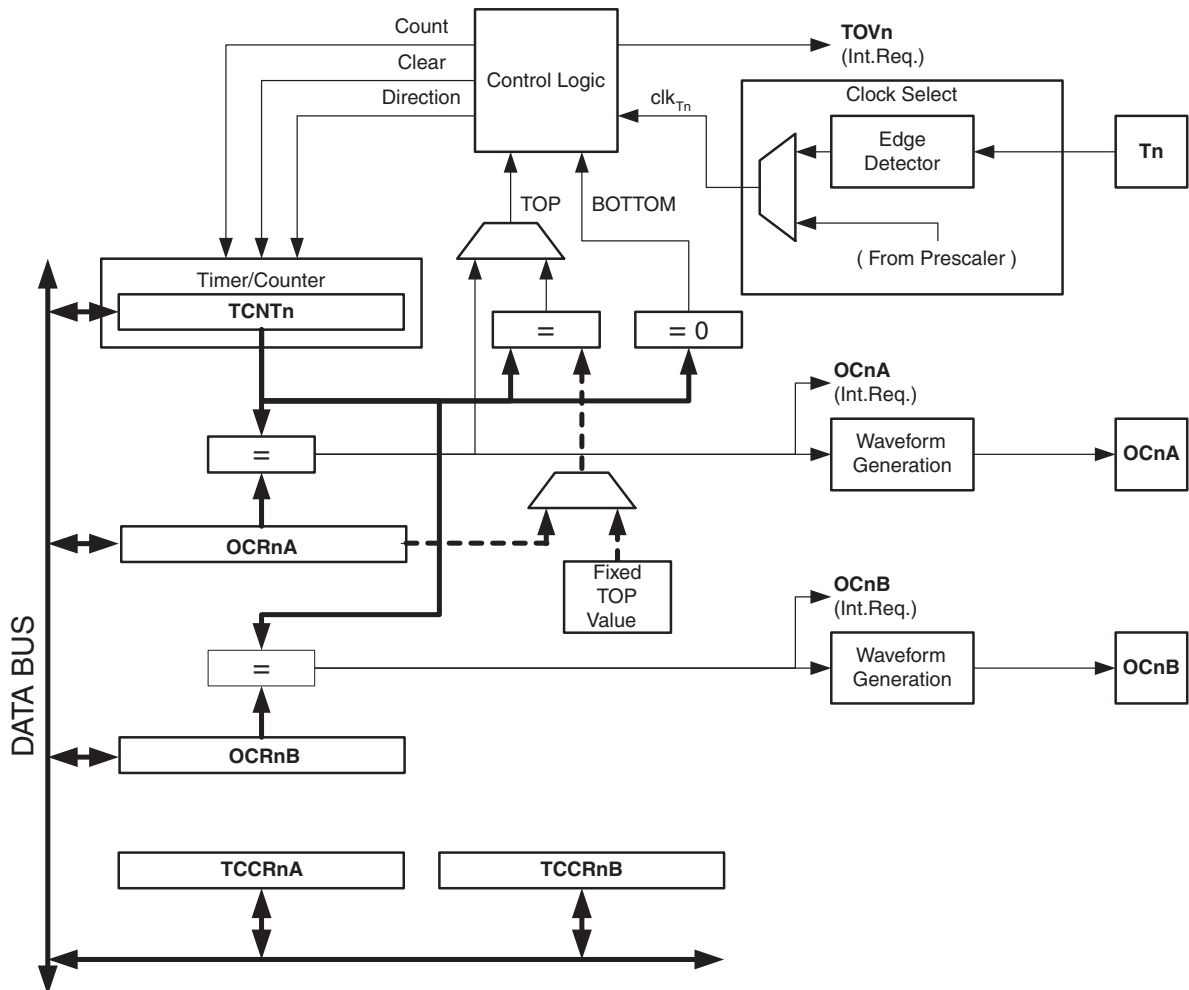 Count
Clear
Direction
Control Logic
TOVn
(Int.Req.)
clkTn
Clock Select
Edge
Detector
Tn
( From Prescaler )
TOP
BOTTOM
Timer/Counter
TCNTn
=
= 0
OCnA
(Int.Req.)
=
Waveform
Generation
OCnA
OCRnA
Fixed
TOP
Value
OCnB
(Int.Req.)
=
Waveform
Generation
OCnB
OCRnB
DATA BUS
TCCRnA
TCCRnB